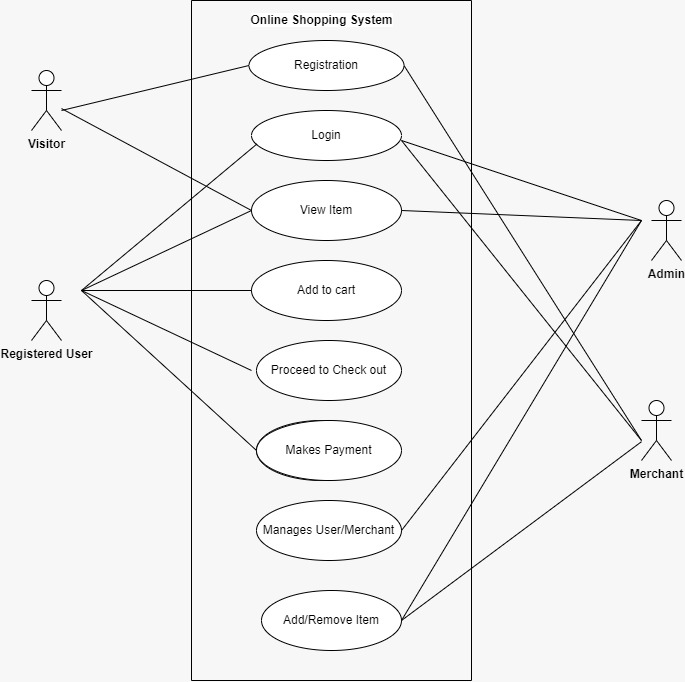 Online Shopping System
Registration
Visitor
Login
View Item
Admin
Add to cart
Registered User
Proceed to Check out
Makes Payment
Merchant
Manages User/Merchant
Add/Remove Item